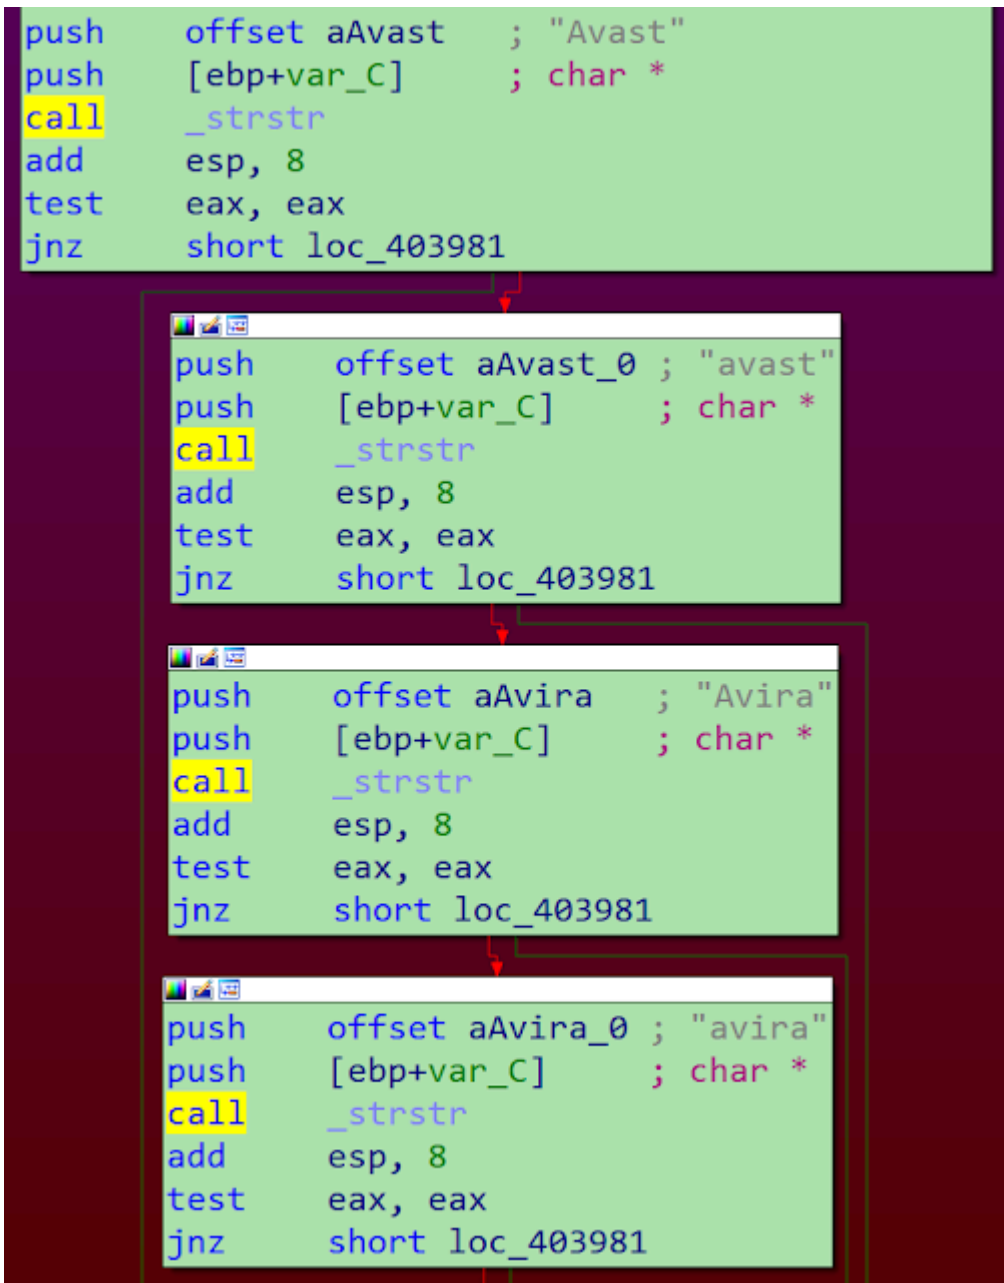 push offset aAvast ; "Avast"
push [ebp+var_C] ; char *
call _strstr
add esp, 8
test eax, eax
jnz short loc_403981
push offset aAvast_0 ; "avast"
push [ebp+var_C] ; char *
call _strstr
add esp, 8
test eax, eax
jnz short loc_403981
push offset aAvira ; "Avira"
push [ebp+var_C] ; char *
call _strstr
add esp, 8
test eax, eax
jnz short loc_403981
push offset aAvira_0 ; "avira"
push [ebp+var_C] ; char *
call _strstr
add esp, 8
test eax, eax
jnz short loc_403981